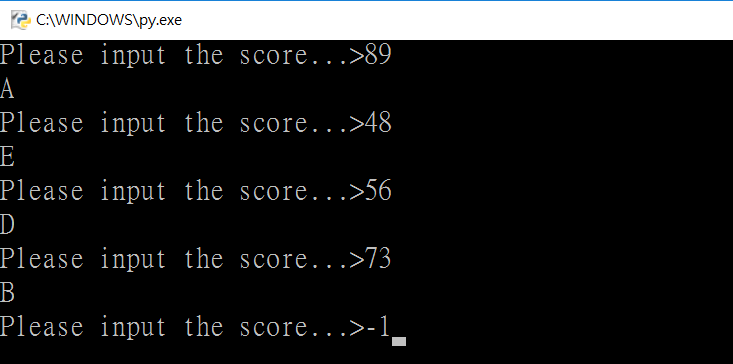 C:\WINDOWS\py.exe
Please input the score...>89
A
Please input the score...>48
E
Please input the score...>56
D
Please input the score...>73
B
Please input the score...>-1